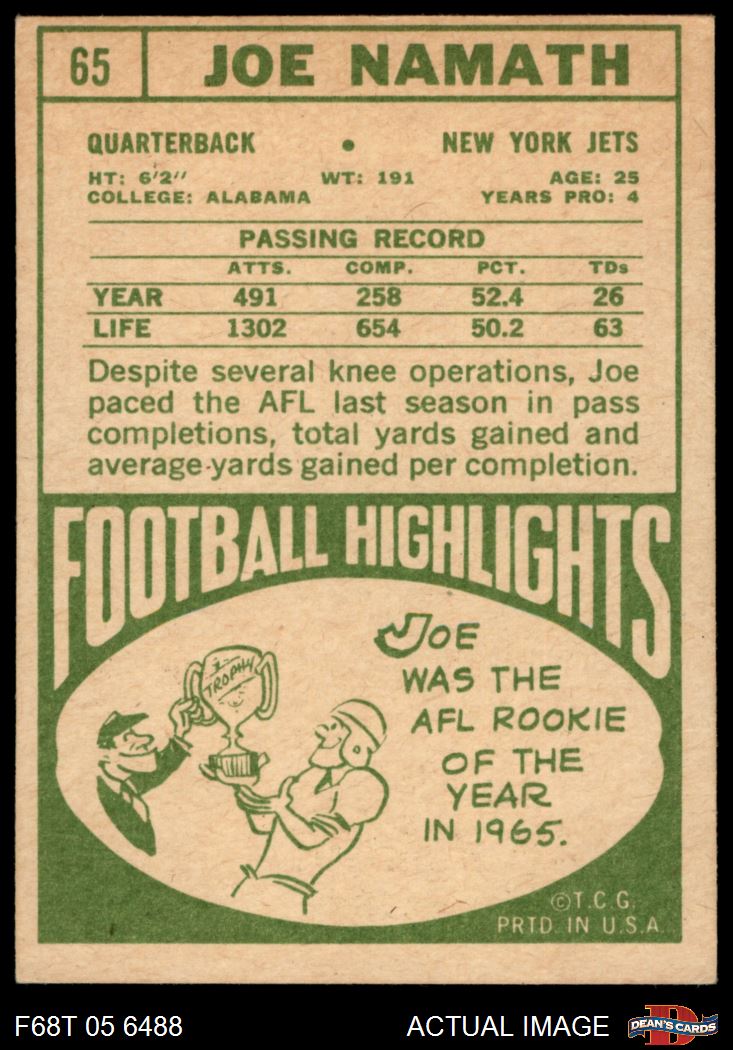 65 JOE NAMATH
QUARTERBACK • NEW YORK JETS
HT: 6'2" WT: 191 AGE: 25
COLLEGE: ALABAMA YEARS PRO: 4
PASSING RECORD
ATTS. COMP. PCT. TDs
YEAR 491 258 52.4 26
LIFE 1302 654 50.2 63
Despite several knee operations, Joe
paced the AFL last season in pass
completions, total yards gained and
average yards gained per completion.
FOOTBALL HIGHLIGHTS
TROPHY
JOE
WAS THE
AFL ROOKIE
OF THE
YEAR
IN 1965.
©T.C.G.
PRTD. IN U.S.A.
F68T 05 6488 ACTUAL IMAGE DEAN'S CARDS